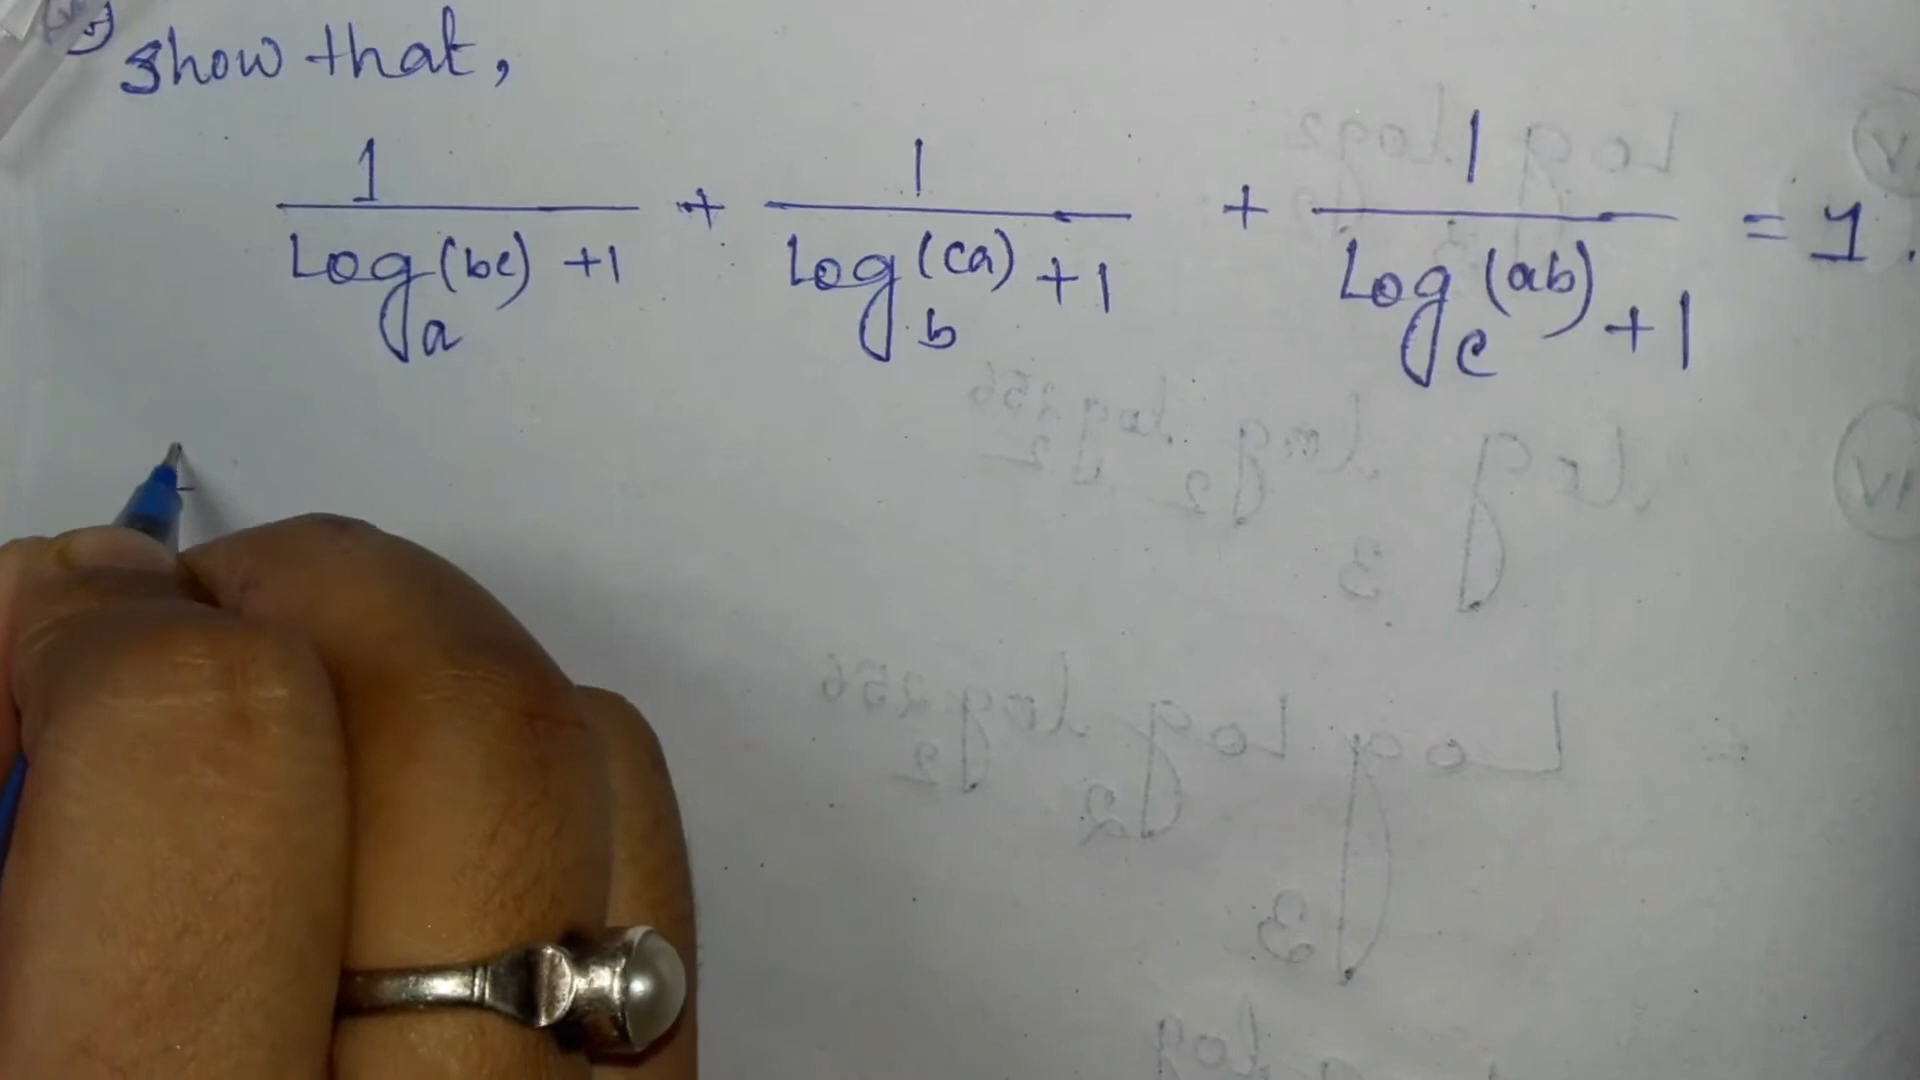 show that,
1/(Log_a(bc) +1) + 1/(Log_b(ca) +1) + 1/(Log_c(ab) +1) = 1.